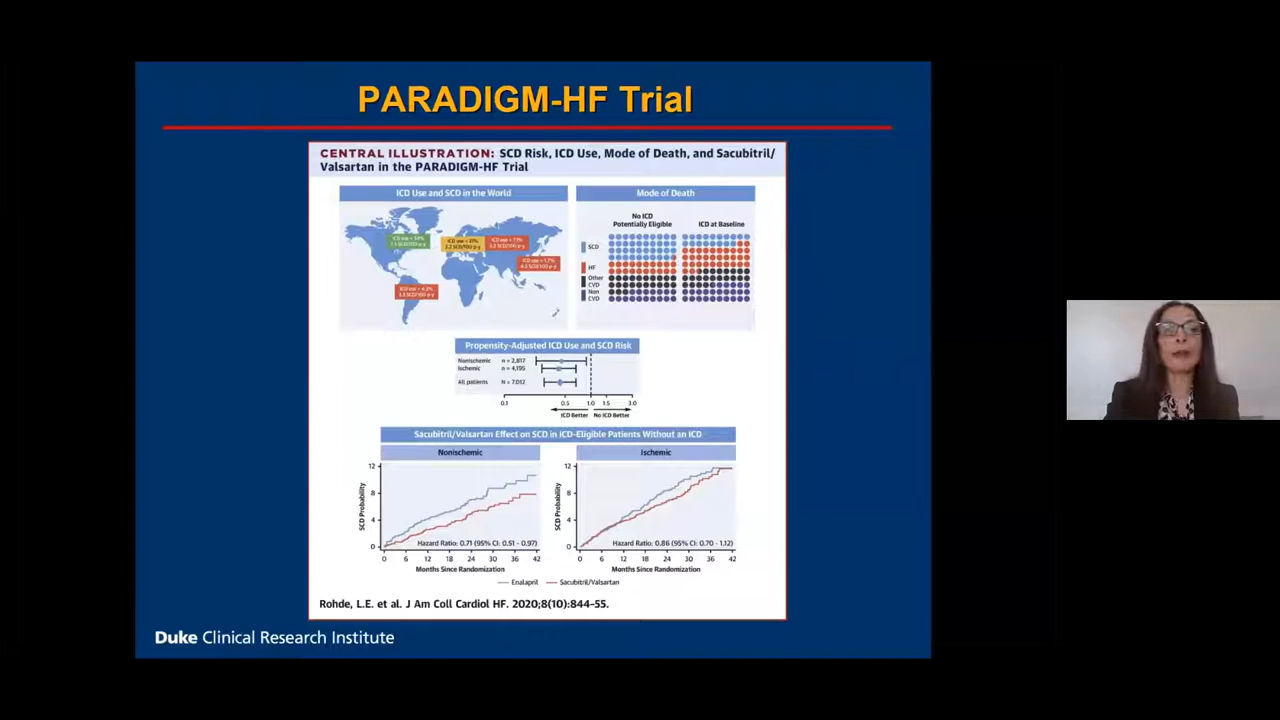 PARADIGM-HF Trial
CENTRAL ILLUSTRATION: SCD Risk, ICD Use, Mode of Death, and Sacubitril/
Valsartan in the PARADIGM-HF Trial
ICD Use and SCD in the World
Mode of Death
No ICD
Potentially Eligible
ICD at Baseline
SCD
HF
Other
CVD
Non
CVD
Propensity-Adjusted ICD Use and SCD Risk
Nonischemic n = 2,817
Ischemic n = 4,195
All patients N = 7,012
0.1 0.5 1.0 1.5 3.0
ICD Better No ICD Better
Sacubitril/Valsartan Effect on SCD in ICD-Eligible Patients Without an ICD
Nonischemic
SCD Probability
12
8
4
0
Hazard Ratio: 0.71 (95% CI: 0.51 - 0.97)
0 6 12 18 24 30 36 42
Months Since Randomization
Ischemic
SCD Probability
12
8
4
0
Hazard Ratio: 0.86 (95% CI: 0.70 - 1.12)
0 6 12 18 24 30 36 42
Months Since Randomization
Enalapril Sacubitril/Valsartan
Rohde, L.E. et al. J Am Coll Cardiol HF. 2020;8(10):844–55.
Duke Clinical Research Institute